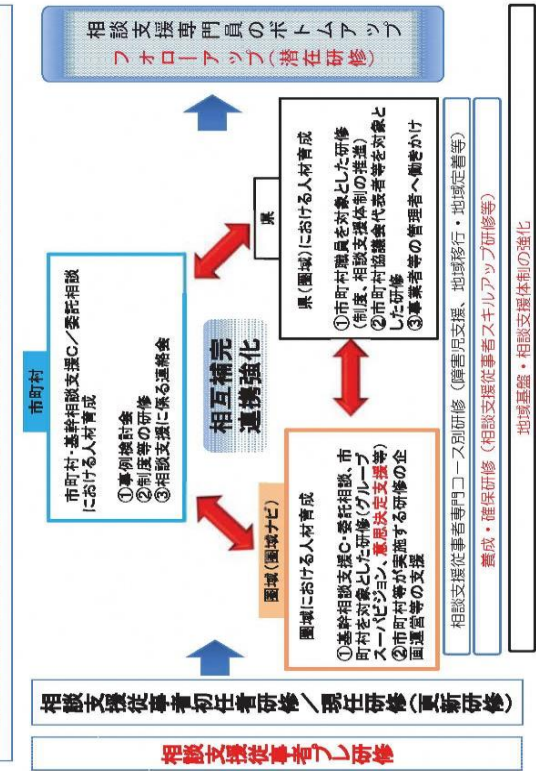 相談支援従事者プレ研修
相談支援従事者初任者研修／現任研修（更新研修）
市町村
市町村・基幹相談支援C／委託相談
における人材育成
①事例検討会
②制度等の研修
③相談支援に係る連絡会
相互補完
連携強化
圏域（圏域ナビ）
圏域における人材育成
①基幹相談支援C・委託相談、市
町村を対象とした研修（グループ
スーパビジョン、意思決定支援等）
②市町村等が実施する研修の企
画運営等の支援
県
県（圏域）における人材育成
①市町村職員を対象とした研修
（制度、相談支援体制の推進）
②市町村協議会代表者等を対象と
した研修
③事業者等の管理者へ働きかけ
相談支援専門員のボトムアップ
フォローアップ（潜在研修）
相談支援従事者専門コース別研修（障害児支援、地域移行・地域定着等）
養成・確保研修（相談支援従事者スキルアップ研修等）
地域基盤・相談支援体制の強化